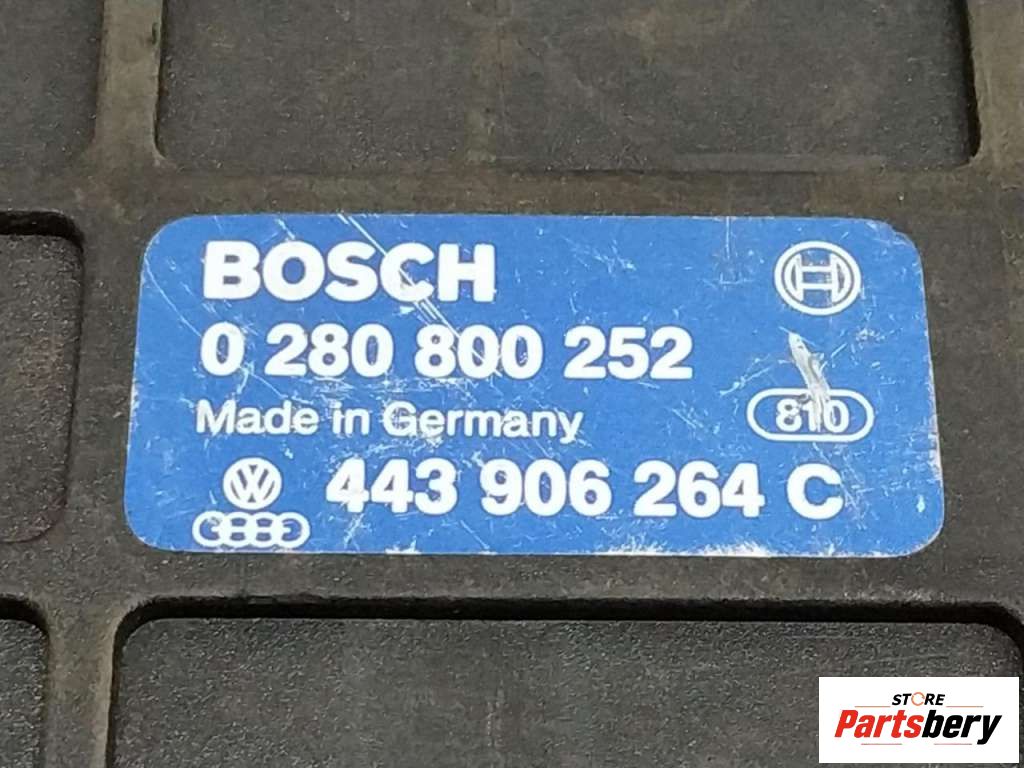 BOSCH
0 280 800 252
Made in Germany
810
443 906 264 C
STORE
Partsbery